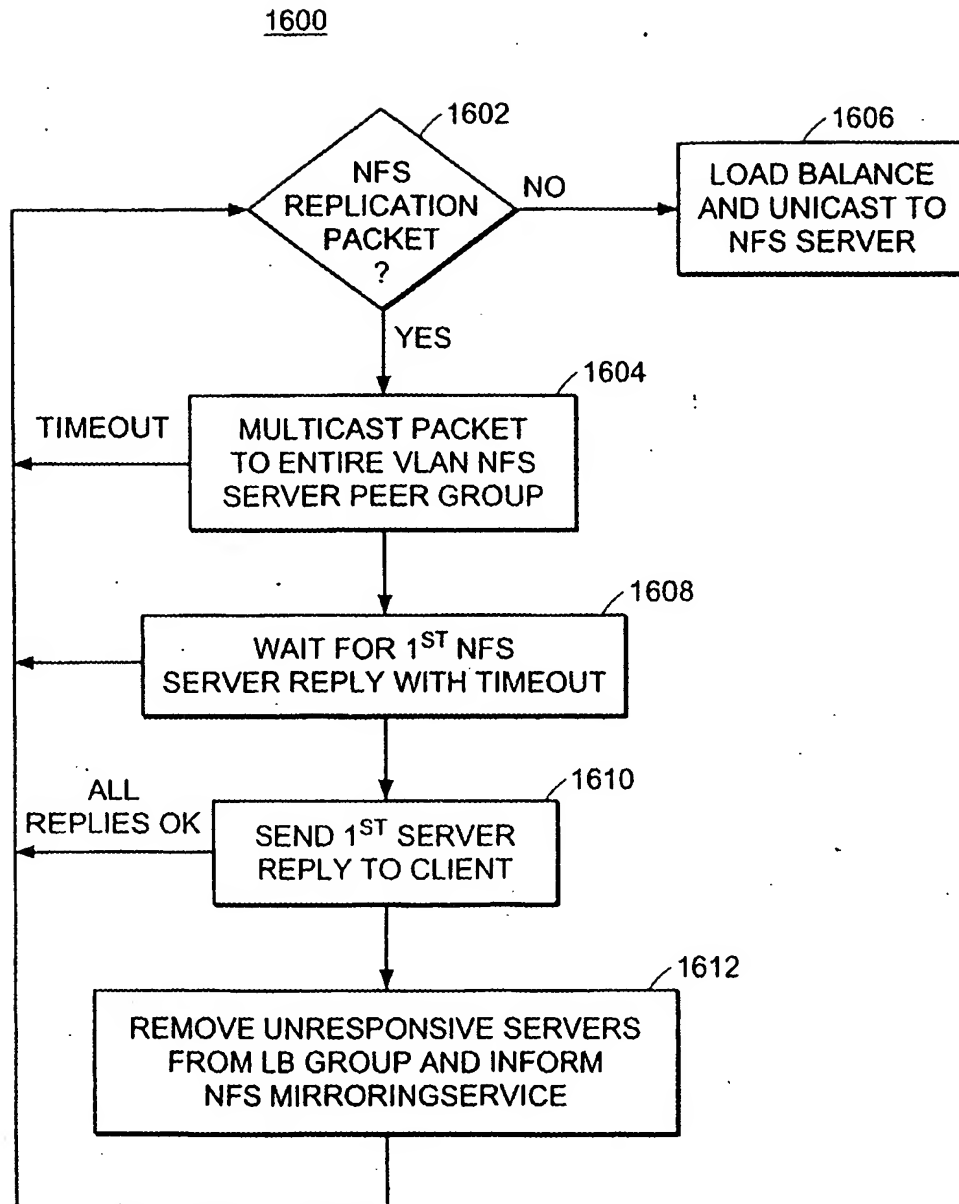 1600
1602
NFS
REPLICATION
PACKET
?
NO
1606
LOAD BALANCE
AND UNICAST TO
NFS SERVER
YES
1604
TIMEOUT
MULTICAST PACKET
TO ENTIRE VLAN NFS
SERVER PEER GROUP
1608
WAIT FOR 1ST NFS
SERVER REPLY WITH TIMEOUT
1610
ALL
REPLIES OK
SEND 1ST SERVER
REPLY TO CLIENT
1612
REMOVE UNRESPONSIVE SERVERS
FROM LB GROUP AND INFORM
NFS MIRRORINGSERVICE